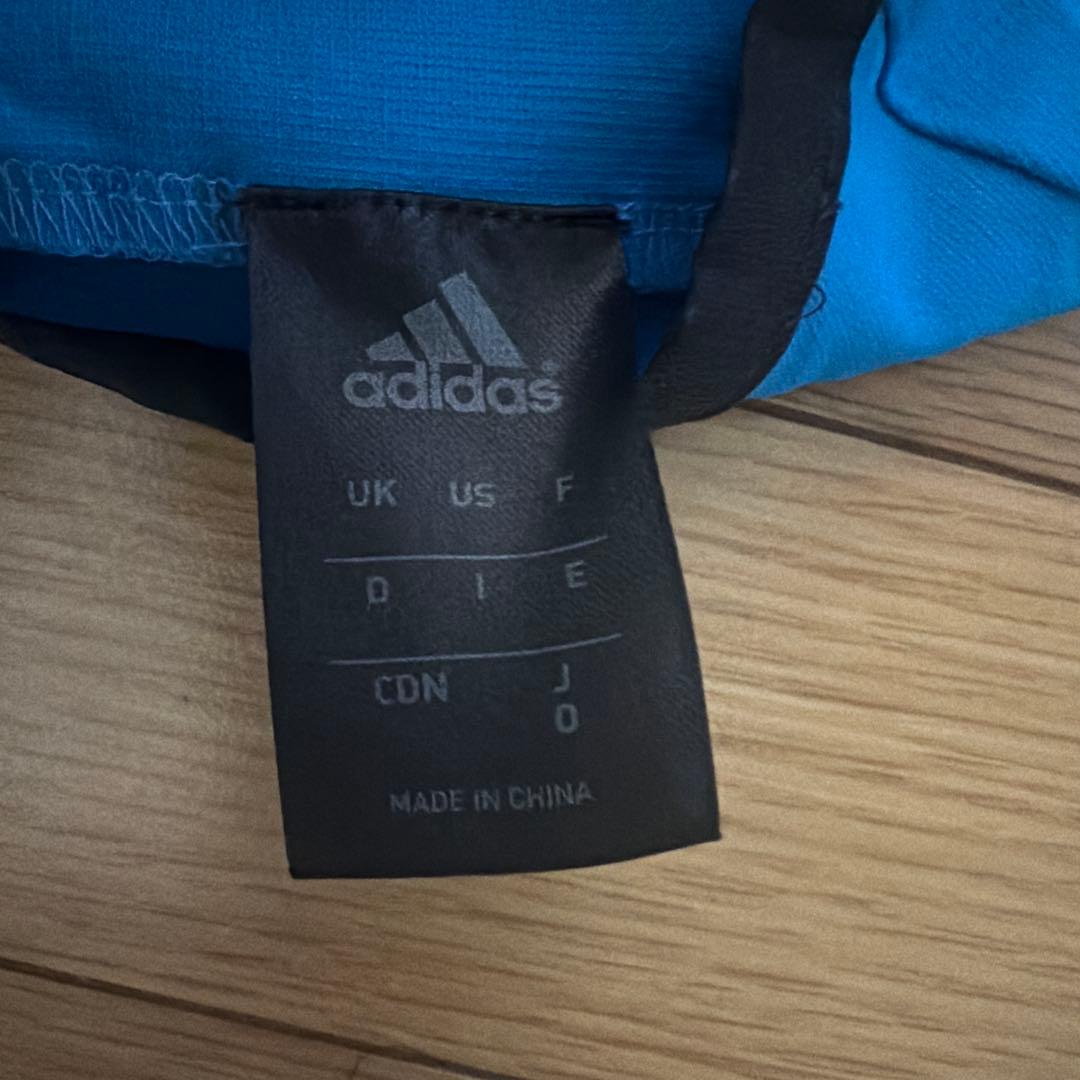 adidas®
UK US F
D I E
CDN J
O
MADE IN CHINA